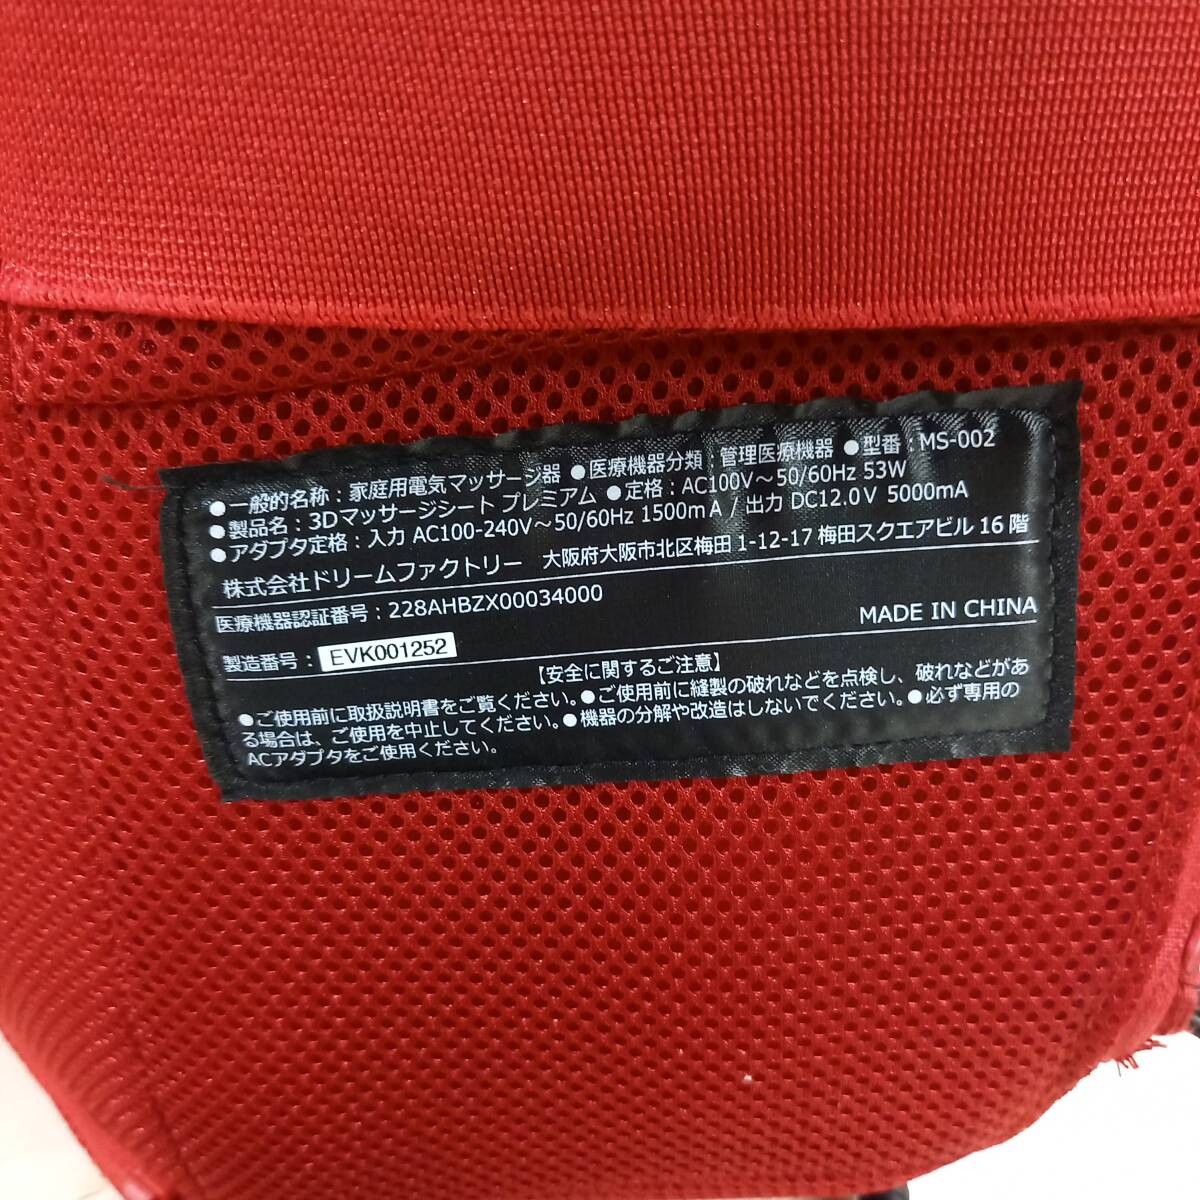 ●一般的名称：家庭用電気マッサージ器 ●医療機器分類：管理医療機器 ●型番：MS-002
●製品名：3Dマッサージシート プレミアム ●定格：AC100V～50/60Hz 53W
●アダプタ定格：入力 AC100-240V～50/60Hz 1500mA / 出力 DC12.0V 5000mA
株式会社ドリームファクトリー 大阪府大阪市北区梅田1-12-17 梅田スクエアビル16階
医療機器認証番号：228AHBZX00034000
MADE IN CHINA
製造番号：EVK001252
【安全に関するご注意】
●ご使用前に取扱説明書をご覧ください。●ご使用前に縫製の破れなどを点検し、破れなどがあ
る場合は、ご使用を中止してください。●機器の分解や改造はしないでください。●必ず専用の
ACアダプタをご使用ください。